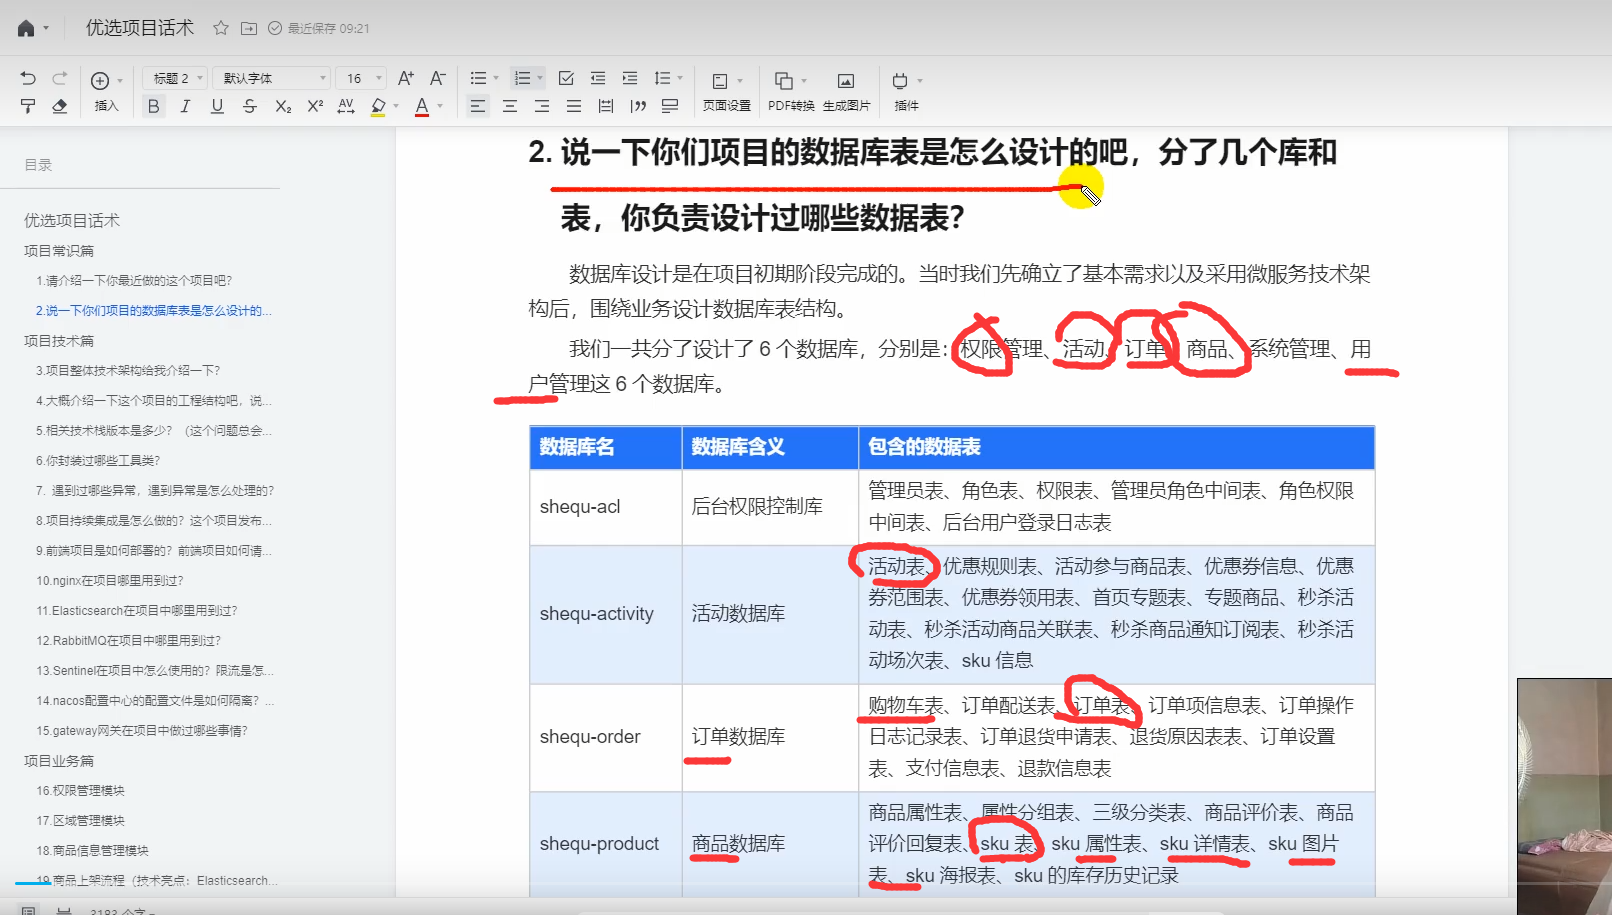 优选项目话术
最近保存 09:21
标题 2
默认字体
16
插入
页面设置
PDF转换
生成图片
插件
目录
优选项目话术
项目常识篇
1.请介绍一下你最近做的这个项目吧？
2.说一下你们项目的数据库表是怎么设计的...
项目技术篇
3.项目整体技术架构给我介绍一下？
4.大概介绍一下这个项目的工程结构吧，说...
5.相关技术栈版本是多少？（这个问题总会...
6.你封装过哪些工具类？
7. 遇到过哪些异常，遇到异常是怎么处理的？
8.项目持续集成是怎么做的？这个项目发布...
9.前端项目是如何部署的？前端项目如何请...
10.nginx在项目哪里用到过？
11.Elasticsearch在项目中哪里用到过？
12.RabbitMQ在项目中哪里用到过？
13.Sentinel在项目中怎么使用的？限流是怎...
14.nacos配置中心的配置文件是如何隔离？...
15.gateway网关在项目中做过哪些事情？
项目业务篇
16.权限管理模块
17.区域管理模块
18.商品信息管理模块
19.商品上架流程（技术亮点：Elasticsearch...
3183 个字
2. 说一下你们项目的数据库表是怎么设计的吧，分了几个库和
表，你负责设计过哪些数据表？
数据库设计是在项目初期阶段完成的。当时我们先确立了基本需求以及采用微服务技术架
构后，围绕业务设计数据库表结构。
我们一共分了设计了 6 个数据库，分别是：权限管理、活动、订单、商品、系统管理、用
户管理这 6 个数据库。
数据库名 数据库含义 包含的数据表
shequ-acl 后台权限控制库 管理员表、角色表、权限表、管理员角色中间表、角色权限
中间表、后台用户登录日志表
shequ-activity 活动数据库 活动表、优惠规则表、活动参与商品表、优惠券信息、优惠
券范围表、优惠券领用表、首页专题表、专题商品、秒杀活
动表、秒杀活动商品关联表、秒杀商品通知订阅表、秒杀活
动场次表、sku 信息
shequ-order 订单数据库 购物车表、订单配送表、订单表、订单项信息表、订单操作
日志记录表、订单退货申请表、退货原因表表、订单设置
表、支付信息表、退款信息表
shequ-product 商品数据库 商品属性表、属性分组表、三级分类表、商品评价表、商品
评价回复表、sku 表、sku 属性表、sku 详情表、sku 图片
表、sku 海报表、sku 的库存历史记录